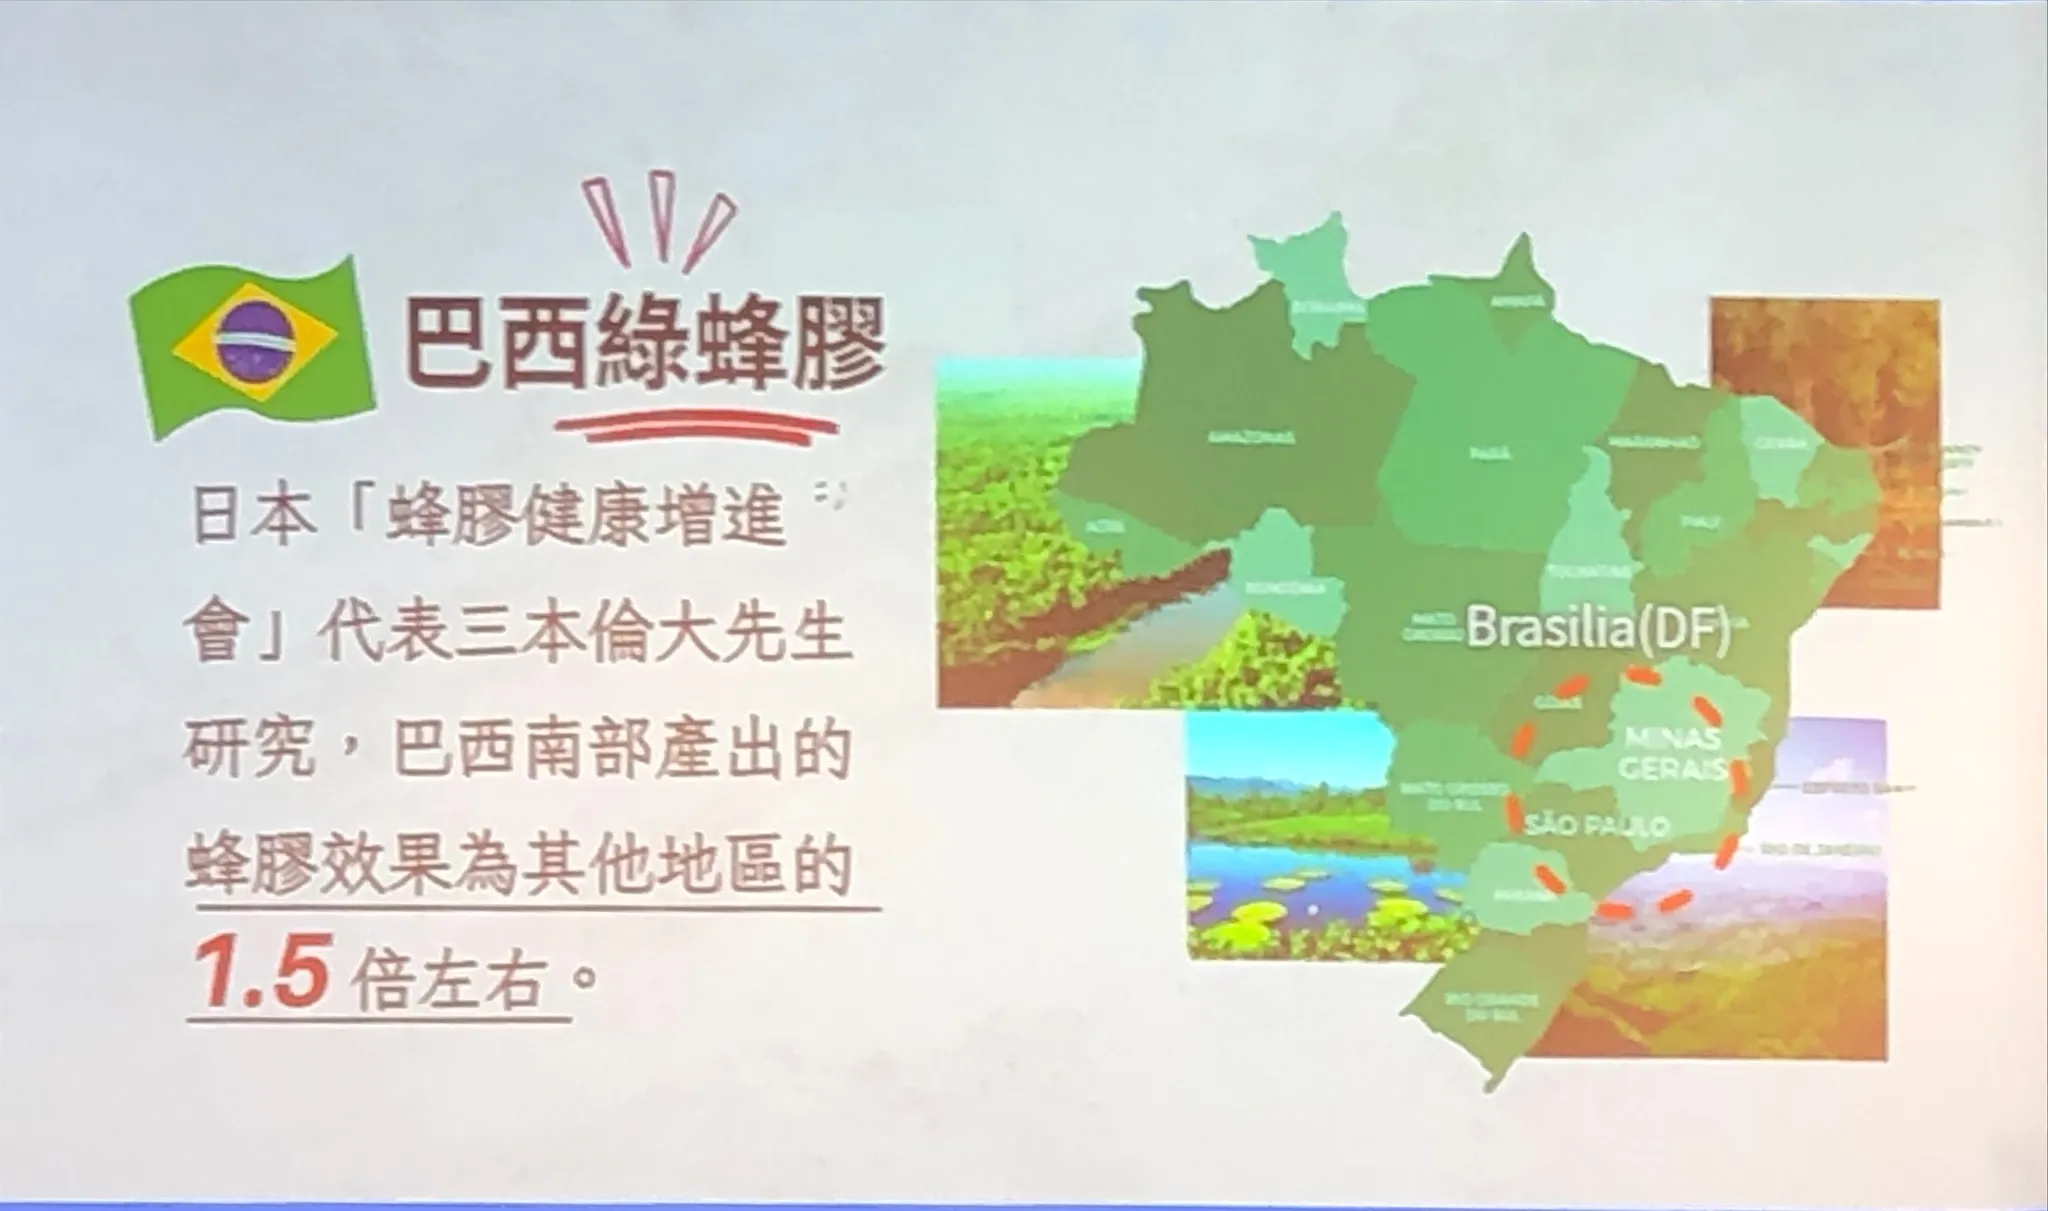 巴西綠蜂膠
日本「蜂膠健康增進
會」代表三本倫大先生
研究，巴西南部產出的
蜂膠效果為其他地區的
1.5 倍左右。
AMAPÁ
AMAZONAS
PARÁ
MARANHÃO
CEARÁ
ACRE
PIAUÍ
TOCANTINS
RONDÔNIA
MATO
GROSSO
Brasilia(DF)
GOIÁS
MINAS
GERAIS
MATO GROSSO
DO SUL
SÃO PAULO
RIO DE JANEIRO
PARANÁ
RIO GRANDE
DO SUL